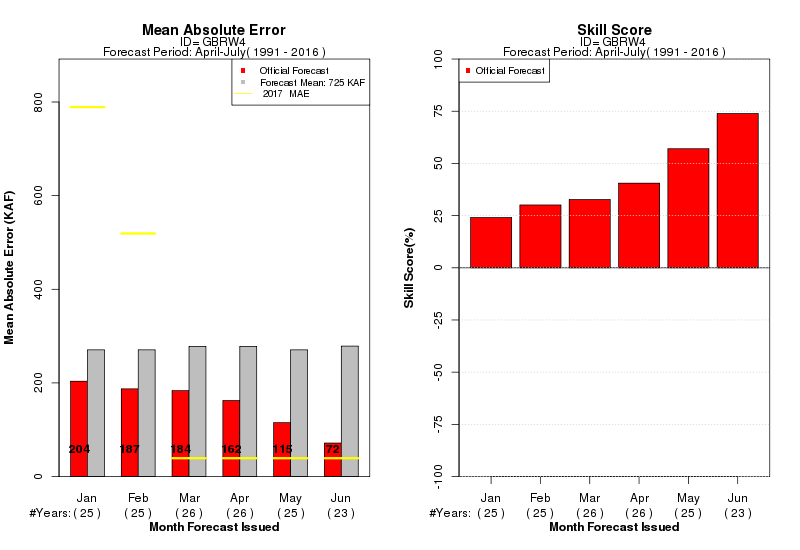 Mean Absolute Error
ID= GBRW4
Forecast Period: April-July( 1991 - 2016 )
Official Forecast
Forecast Mean: 725 KAF
2017 MAE
Mean Absolute Error (KAF)
800
600
400
200
0
204 187 184 162 115 72
Jan Feb Mar Apr May Jun
#Years: ( 25 ) ( 25 ) ( 26 ) ( 26 ) ( 25 ) ( 23 )
Month Forecast Issued
Skill Score
ID= GBRW4
Forecast Period: April-July( 1991 - 2016 )
Official Forecast
Skill Score(%)
100
75
50
25
0
-25
-50
-75
-100
Jan Feb Mar Apr May Jun
#Years: ( 25 ) ( 25 ) ( 26 ) ( 26 ) ( 25 ) ( 23 )
Month Forecast Issued